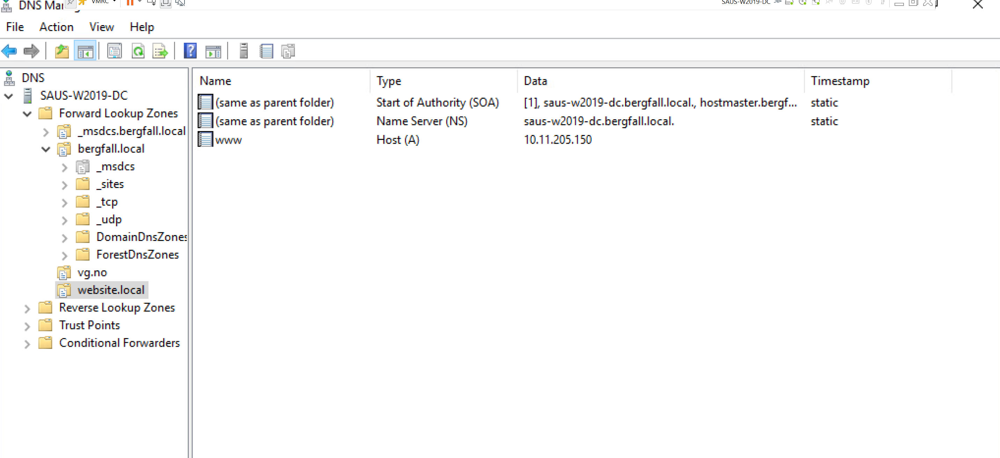 DNS Mar
VMRC
SAUS-W2019-DC
File Action View Help
DNS
SAUS-W2019-DC
Forward Lookup Zones
_msdcs.bergfall.local
bergfall.local
_msdcs
_sites
_tcp
_udp
DomainDnsZones
ForestDnsZones
vg.no
website.local
Reverse Lookup Zones
Trust Points
Conditional Forwarders
Name Type Data Timestamp
(same as parent folder) Start of Authority (SOA) [1], saus-w2019-dc.bergfall.local., hostmaster.bergf... static
(same as parent folder) Name Server (NS) saus-w2019-dc.bergfall.local. static
www Host (A) 10.11.205.150